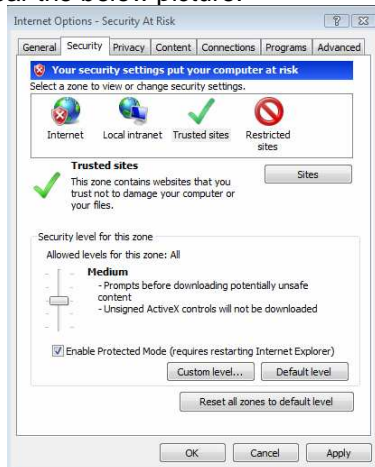 ar the below picture.
Internet Options - Security At Risk
General Security Privacy Content Connections Programs Advanced
Your security settings put your computer at risk
Select a zone to view or change security settings.
Internet Local intranet Trusted sites Restricted sites
Trusted sites
Sites
This zone contains websites that you
trust not to damage your computer or
your files.
Security level for this zone
Allowed levels for this zone: All
Medium
- Prompts before downloading potentially unsafe
content
- Unsigned ActiveX controls will not be downloaded
Enable Protected Mode (requires restarting Internet Explorer)
Custom level... Default level
Reset all zones to default level
OK Cancel Apply